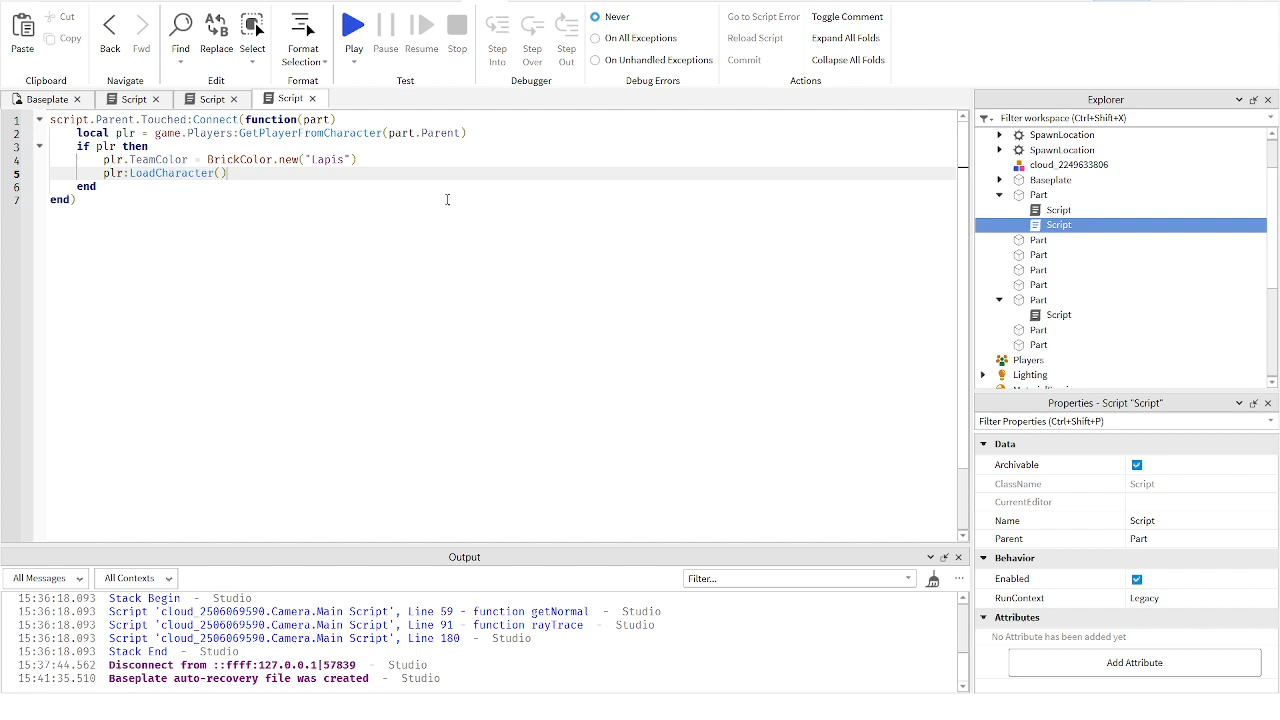 Paste
Cut
Copy
Clipboard
Back
Fwd
Navigate
Find
Replace
Select
Edit
Format
Selection
Format
Play
Pause
Resume
Stop
Test
Step
Into
Step
Over
Step
Out
Debugger
Never
On All Exceptions
On Unhandled Exceptions
Debug Errors
Go to Script Error
Reload Script
Commit
Toggle Comment
Expand All Folds
Collapse All Folds
Actions
Baseplate
Script
Script
Script
1 script.Parent.Touched:Connect(function(part)
2 local plr = game.Players:GetPlayerFromCharacter(part.Parent)
3 if plr then
4 plr.TeamColor = BrickColor.new("Lapis")
5 plr:LoadCharacter()
6 end
7 end)
Explorer
Filter workspace (Ctrl+Shift+X)
SpawnLocation
SpawnLocation
cloud_2249633806
Baseplate
Part
Script
Script
Part
Part
Part
Part
Part
Script
Part
Part
Players
Lighting
Properties - Script "Script"
Filter Properties (Ctrl+Shift+P)
Data
Archivable
ClassName Script
CurrentEditor
Name Script
Parent Part
Behavior
Enabled
RunContext Legacy
Attributes
No Attribute has been added yet
Add Attribute
Output
All Messages
All Contexts
Filter...
15:36:18.093 Stack Begin - Studio
15:36:18.093 Script 'cloud_2506069590.Camera.Main Script', Line 59 - function getNormal - Studio
15:36:18.093 Script 'cloud_2506069590.Camera.Main Script', Line 91 - function rayTrace - Studio
15:36:18.093 Script 'cloud_2506069590.Camera.Main Script', Line 180 - Studio
15:36:18.093 Stack End - Studio
15:37:44.562 Disconnect from ::ffff:127.0.0.1|57839 - Studio
15:41:35.510 Baseplate auto-recovery file was created - Studio